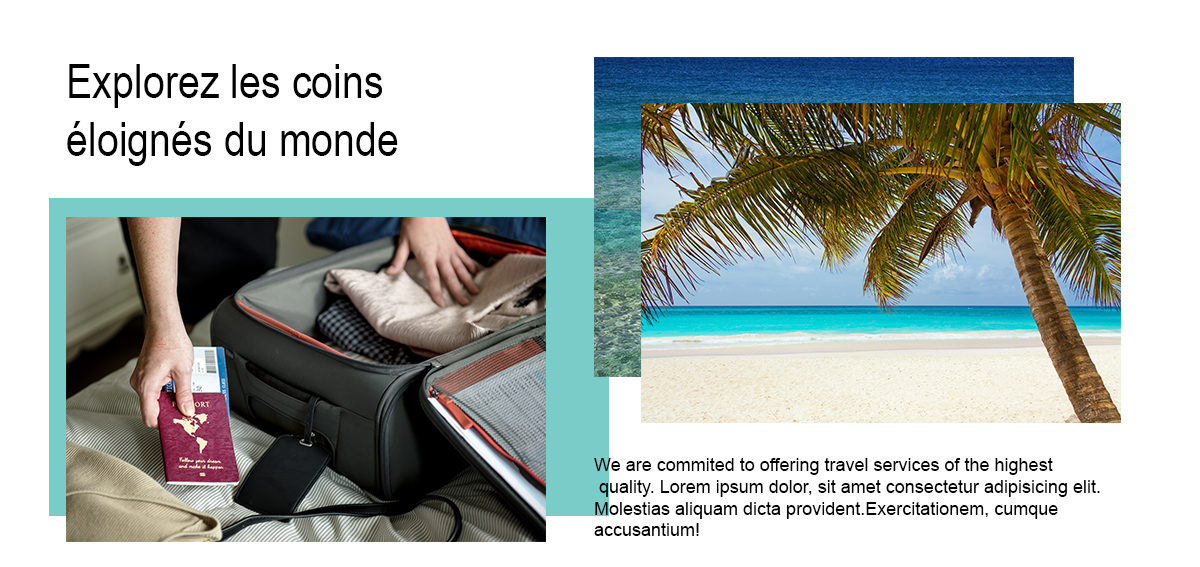 Explorez les coins
éloignés du monde
PORT
Follow your dream
and make it happen
We are commited to offering travel services of the highest
quality. Lorem ipsum dolor, sit amet consectetur adipisicing elit.
Molestias aliquam dicta provident.Exercitationem, cumque
accusantium!